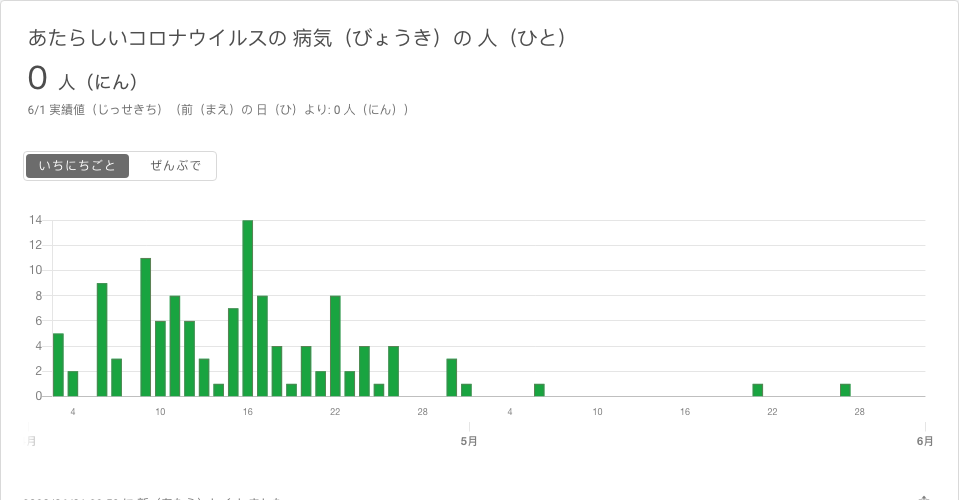 あたらしいコロナウイルスの 病気（びょうき）の 人（ひと）
0 人（にん）
6/1 実績値（じっせきち）（前（まえ）の 日（ひ）より: 0 人（にん））
いちにちごと ぜんぶで
14
12
10
8
6
4
2
0
4 10 16 22 28 4 10 16 22 28
月 5月 6月